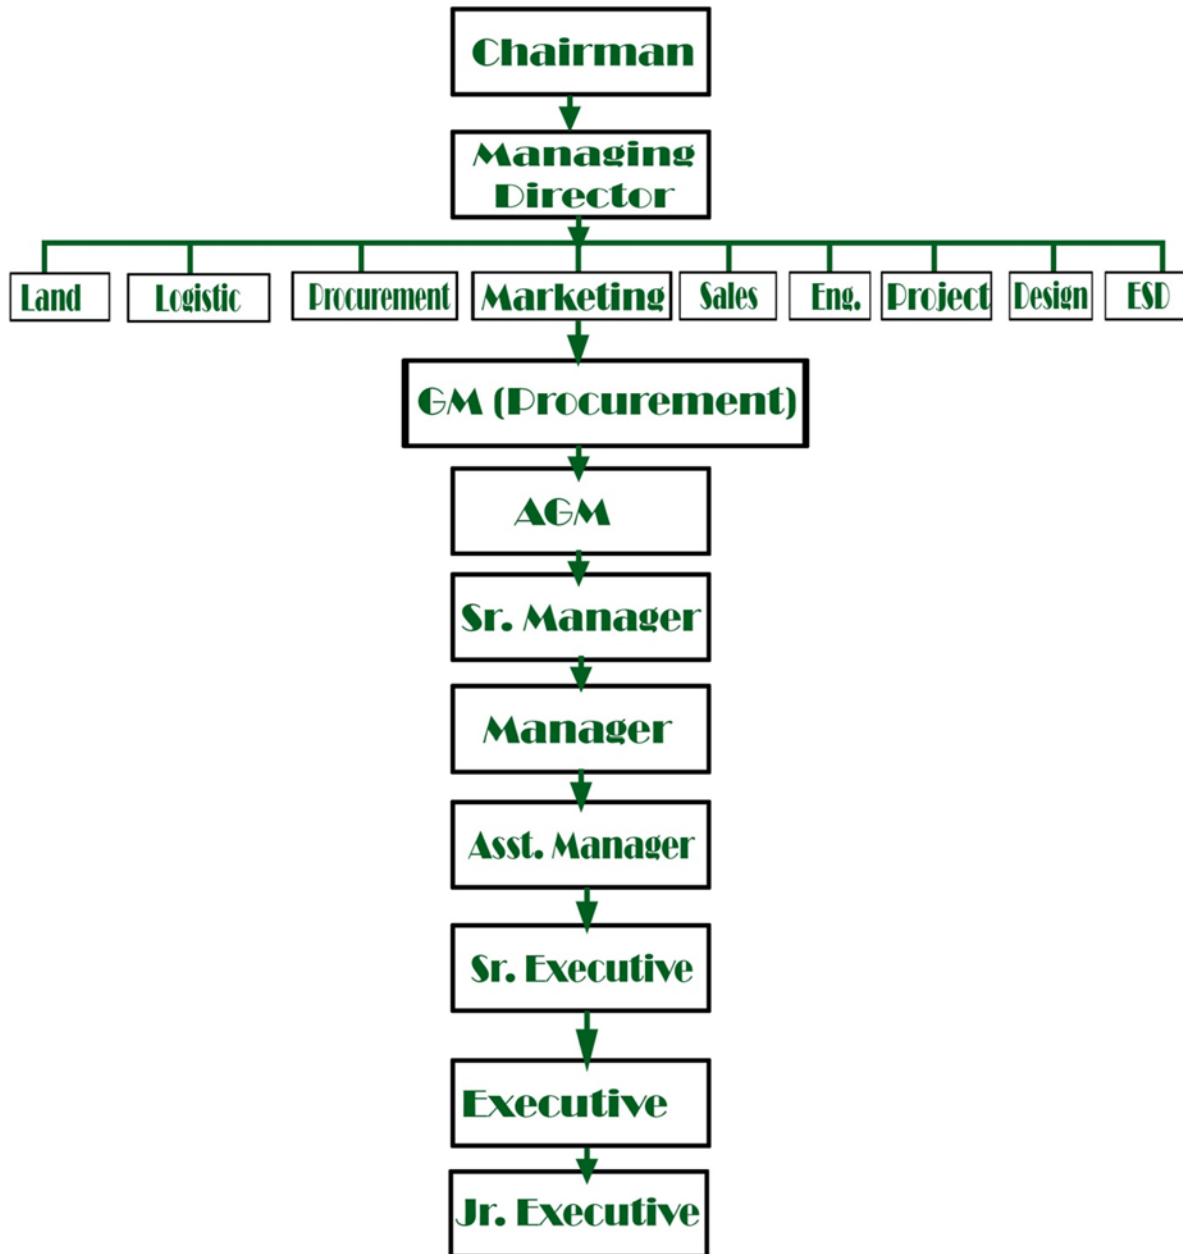 Chairman
Managing
Director
Land
Logistic
Procurement
Marketing
Sales
Eng.
Project
Design
ESD
GM (Procurement)
AGM
Sr. Manager
Manager
Asst. Manager
Sr. Executive
Executive
Jr. Executive